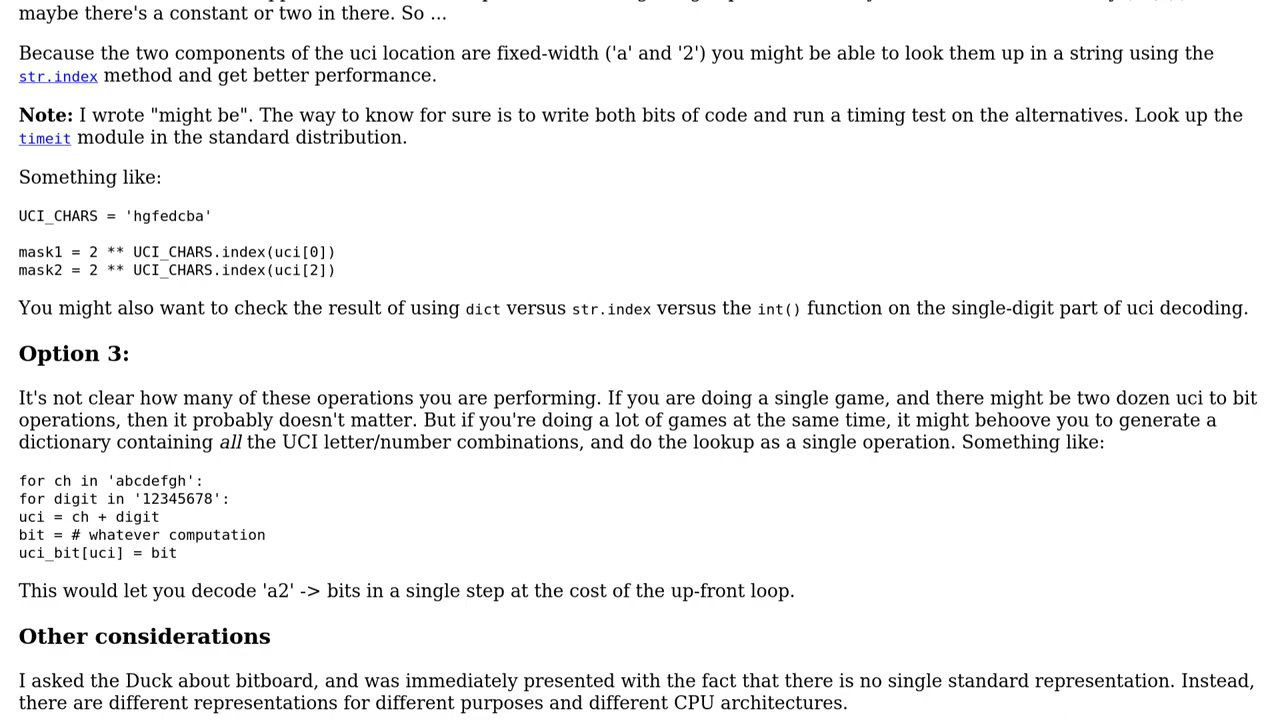 maybe there's a constant or two in there. So ...
Because the two components of the uci location are fixed-width ('a' and '2') you might be able to look them up in a string using the
str.index method and get better performance.
Note: I wrote "might be". The way to know for sure is to write both bits of code and run a timing test on the alternatives. Look up the
timeit module in the standard distribution.
Something like:
UCI_CHARS = 'hgfedcba'
mask1 = 2 ** UCI_CHARS.index(uci[0])
mask2 = 2 ** UCI_CHARS.index(uci[2])
You might also want to check the result of using dict versus str.index versus the int() function on the single-digit part of uci decoding.
Option 3:
It's not clear how many of these operations you are performing. If you are doing a single game, and there might be two dozen uci to bit
operations, then it probably doesn't matter. But if you're doing a lot of games at the same time, it might behoove you to generate a
dictionary containing all the UCI letter/number combinations, and do the lookup as a single operation. Something like:
for ch in 'abcdefgh':
for digit in '12345678':
uci = ch + digit
bit = # whatever computation
uci_bit[uci] = bit
This would let you decode 'a2' -> bits in a single step at the cost of the up-front loop.
Other considerations
I asked the Duck about bitboard, and was immediately presented with the fact that there is no single standard representation. Instead,
there are different representations for different purposes and different CPU architectures.